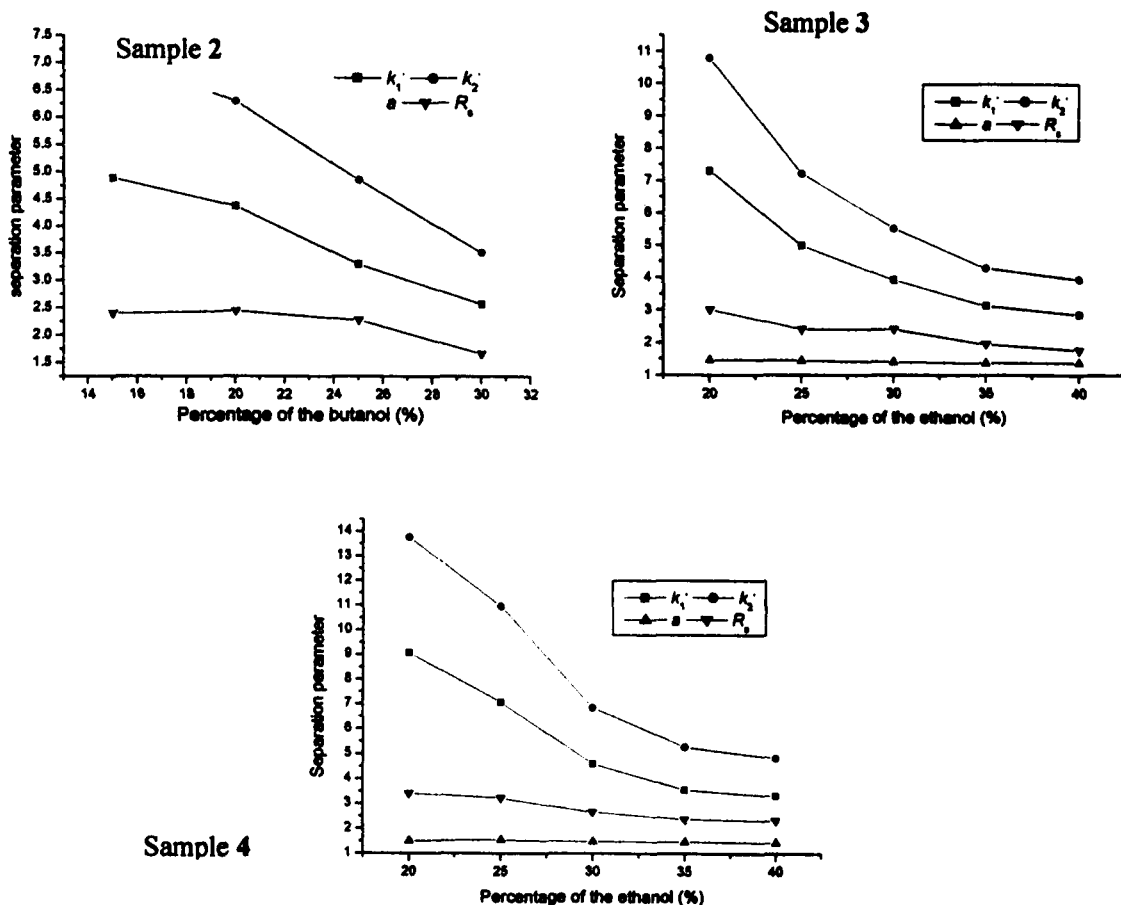 Sample 2
k₁' k₂'
a Rₛ
7.5
7.0
6.5
6.0
5.5
5.0
4.5
4.0
3.5
3.0
2.5
2.0
1.5
separation parameter
14 16 18 20 22 24 26 28 30 32
Percentage of the butanol (%)
Sample 3
k₁' k₂'
a Rₛ
11
10
9
8
7
6
5
4
3
2
1
Separation parameter
20 25 30 35 40
Percentage of the ethanol (%)
k₁' k₂'
a Rₛ
14
13
12
11
10
9
8
7
6
5
4
3
2
1
Separation parameter
20 25 30 35 40
Percentage of the ethanol (%)
Sample 4